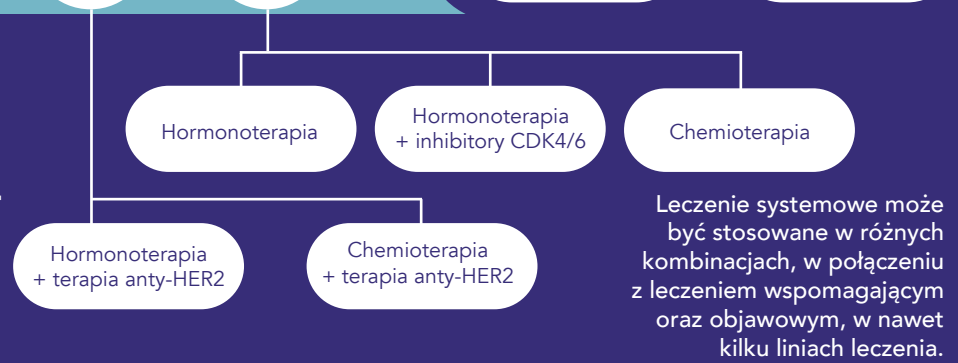 Hormonoterapia
Hormonoterapia
+ inhibitory CDK4/6
Chemioterapia
Hormonoterapia
+ terapia anty-HER2
Chemioterapia
+ terapia anty-HER2
Leczenie systemowe może
być stosowane w różnych
kombinacjach, w połączeniu
z leczeniem wspomagającym
oraz objawowym, w nawet
kilku liniach leczenia.